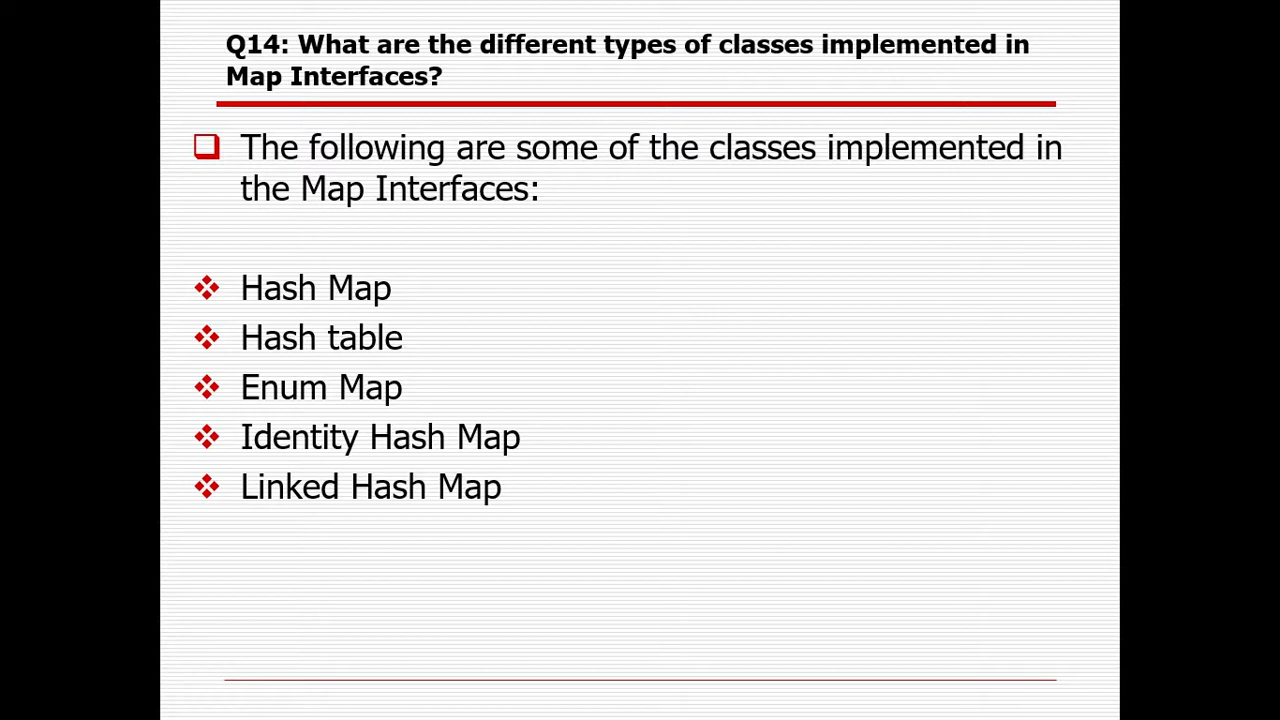 Q14: What are the different types of classes implemented in
Map Interfaces?
The following are some of the classes implemented in
the Map Interfaces:
Hash Map
Hash table
Enum Map
Identity Hash Map
Linked Hash Map